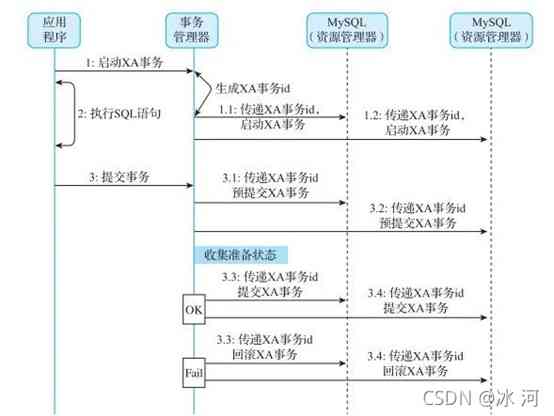 应用
程序
事务
管理器
MySQL
（资源管理器）
MySQL
（资源管理器）
1: 启动XA事务
生成XA事务id
2: 执行SQL语句
1.1: 传递XA事务id，
启动XA事务
1.2: 传递XA事务id，
启动XA事务
3: 提交事务
3.1: 传递XA事务id
预提交XA事务
3.2: 传递XA事务id
预提交XA事务
收集准备状态
3.3: 传递XA事务id
提交XA事务
3.4: 传递XA事务id
提交XA事务
OK
3.3: 传递XA事务id
回滚XA事务
3.4: 传递XA事务id
回滚XA事务
Fail
CSDN @冰 河